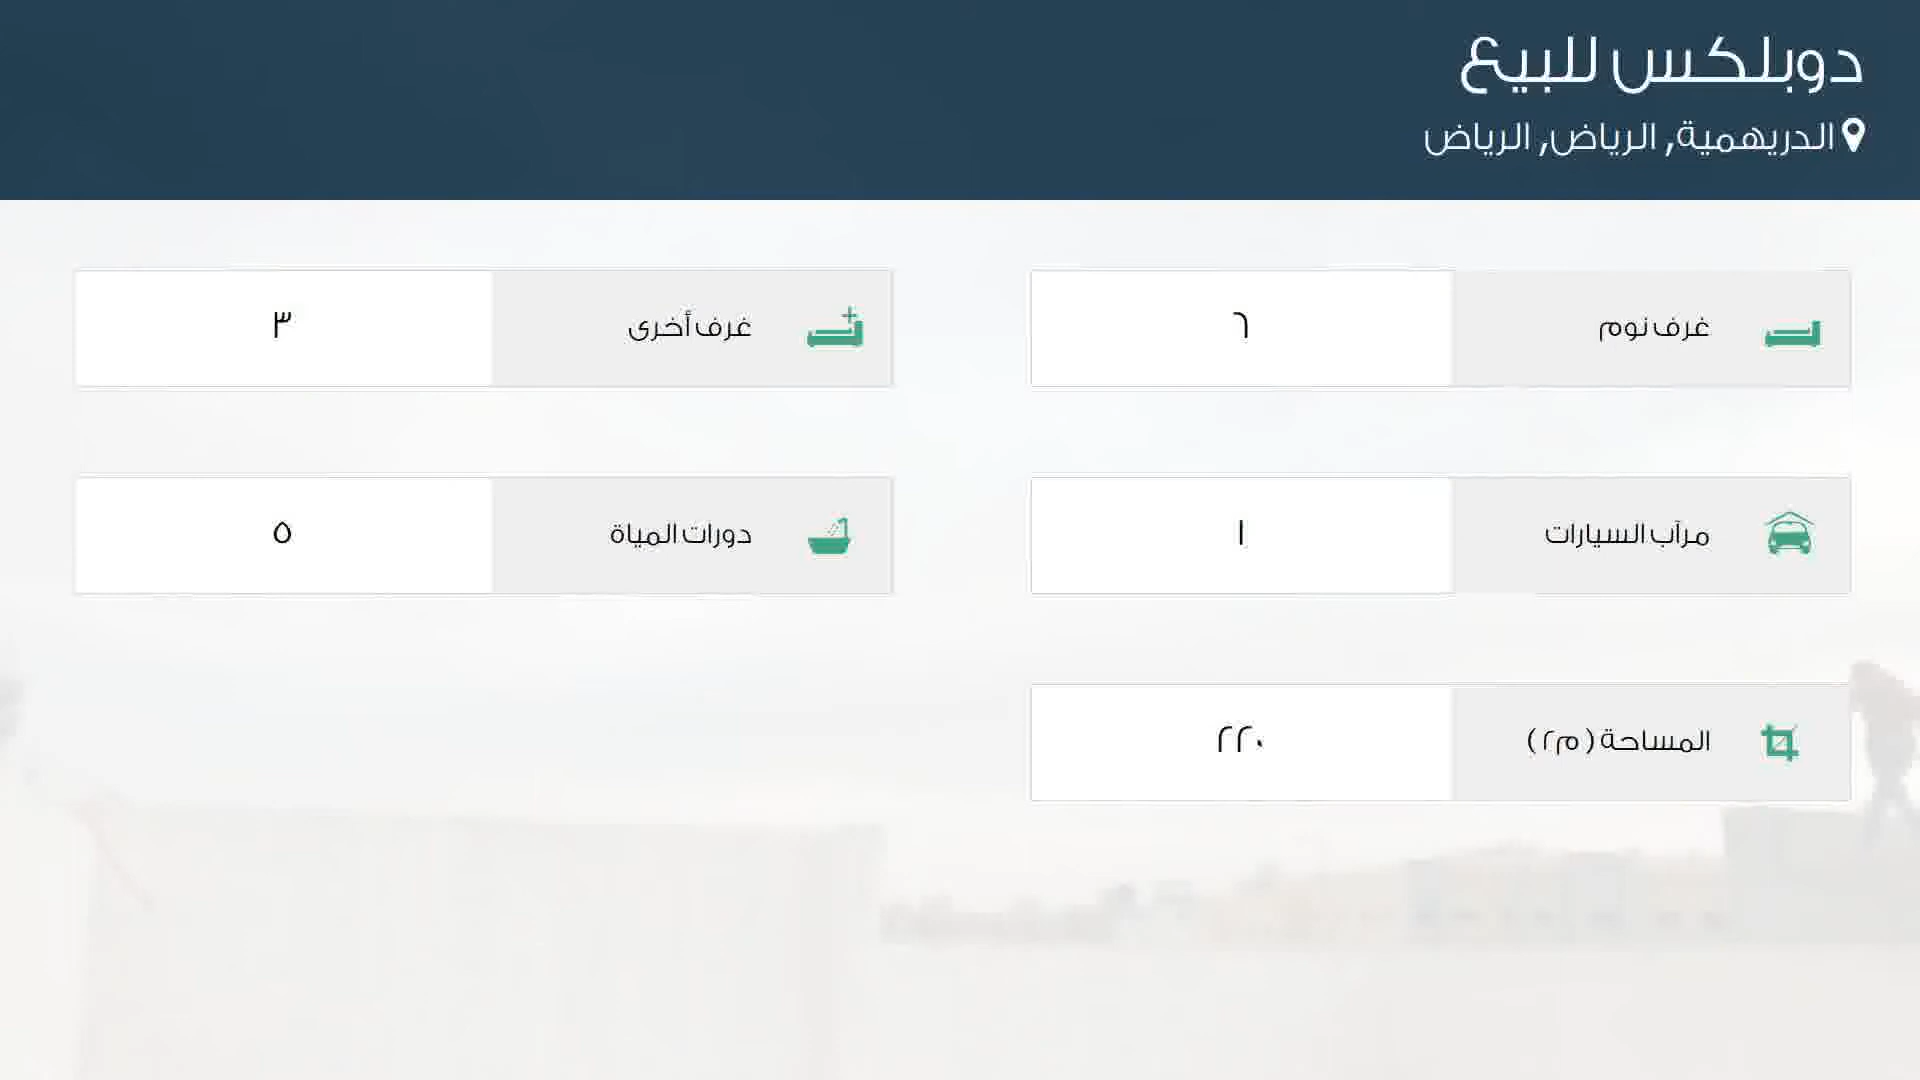 دوبلكس للبيع
الدريهمية, الرياض, الرياض
غرف نوم ٦
غرف أخرى ٣
مرآب السيارات ١
دورات المياة ٥
المساحة ( م٢ ) ٢٢٠